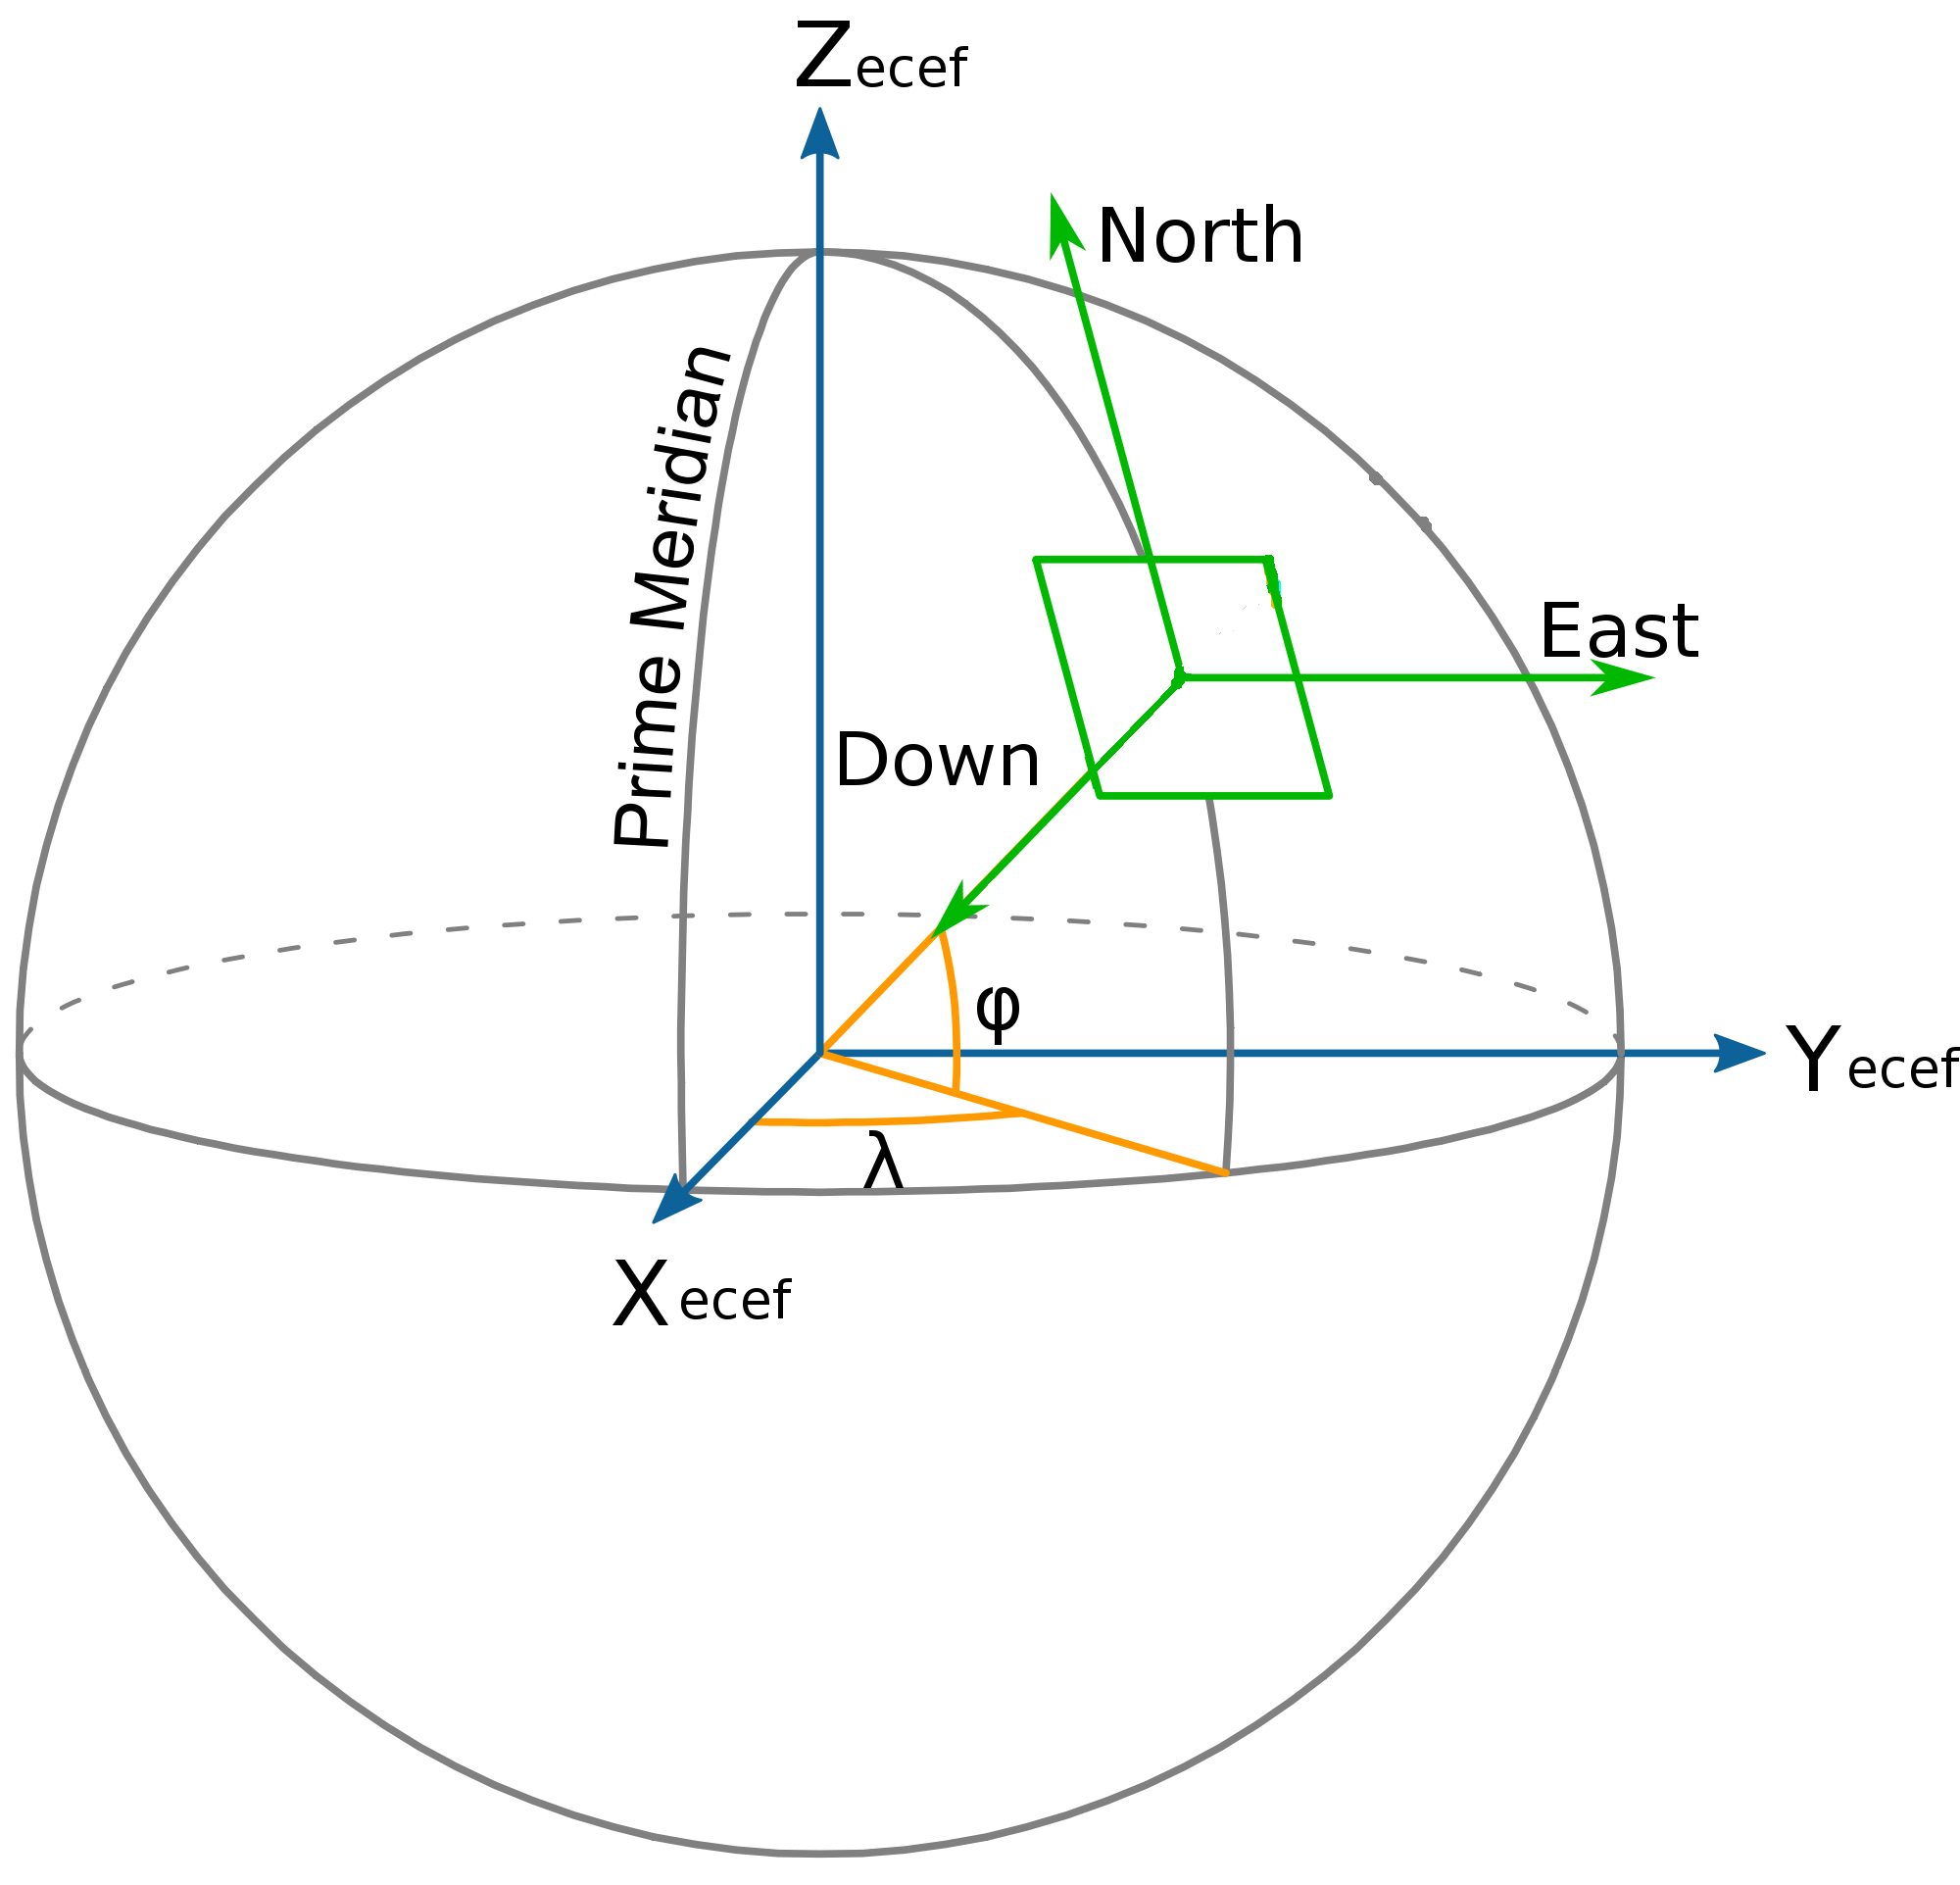 Zecef
North
Prime Meridian
East
Down
φ
Yecef
λ
Xecef